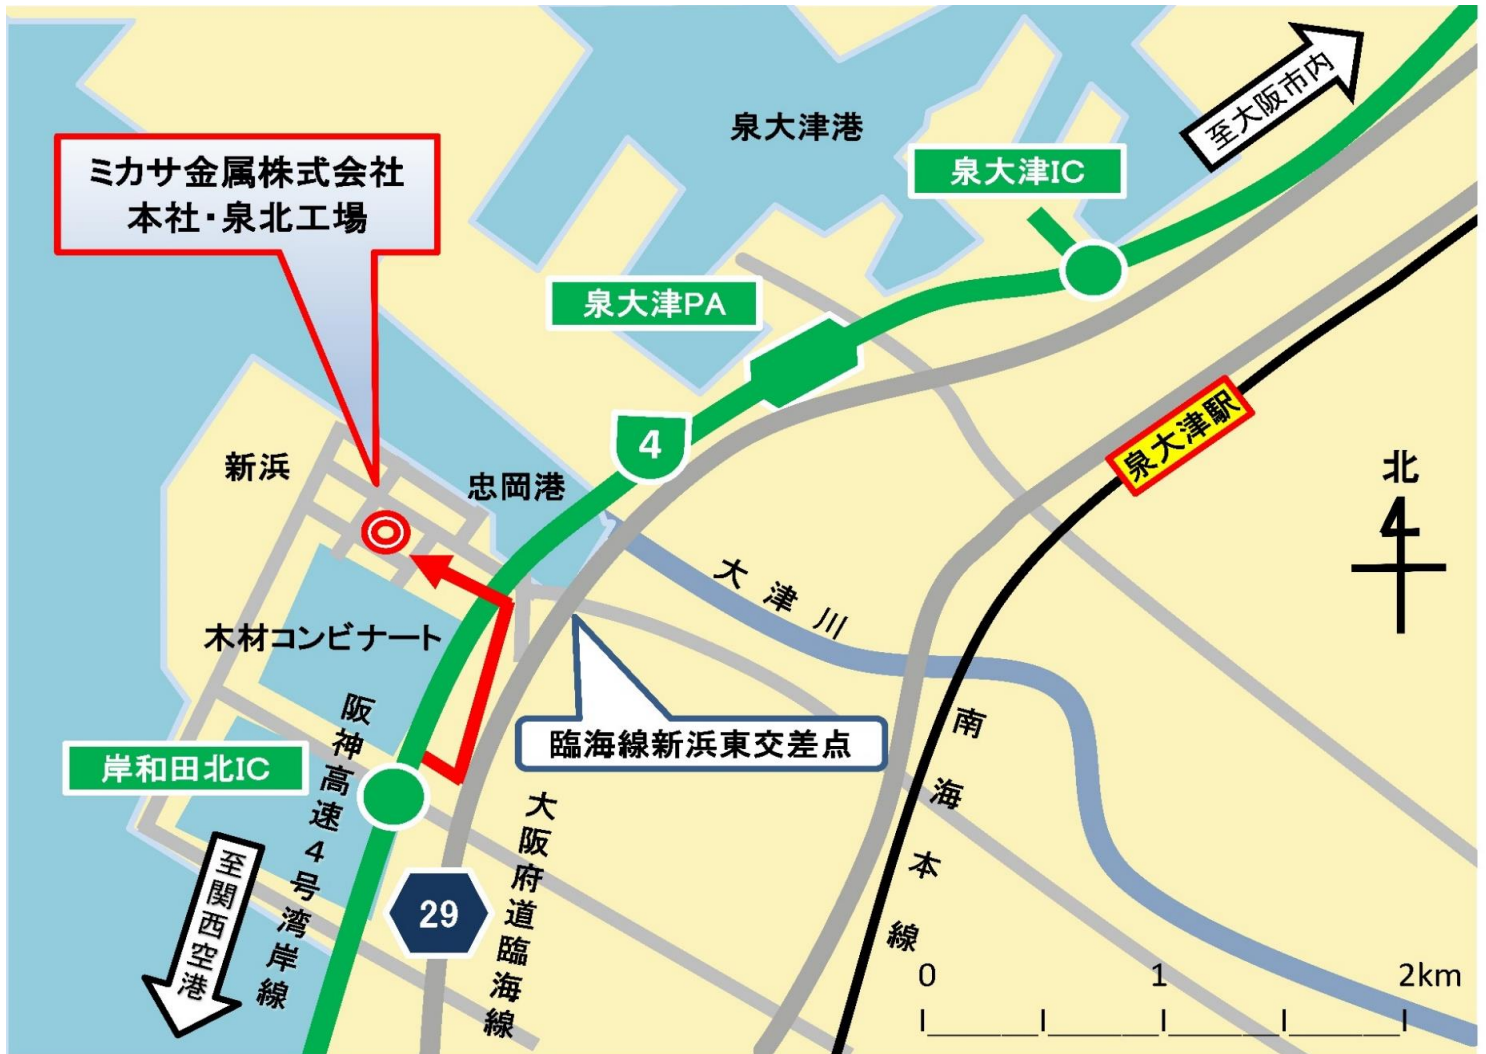 至大阪市内
泉大津港
ミカサ金属株式会社
本社・泉北工場
泉大津IC
泉大津PA
泉大津駅
4
新浜
忠岡港
北
大津川
木材コンビナート
臨海線新浜東交差点
岸和田北IC
阪神高速4号湾岸線
大阪府道臨海線
南海本線
29
至関西空港
0 1 2km